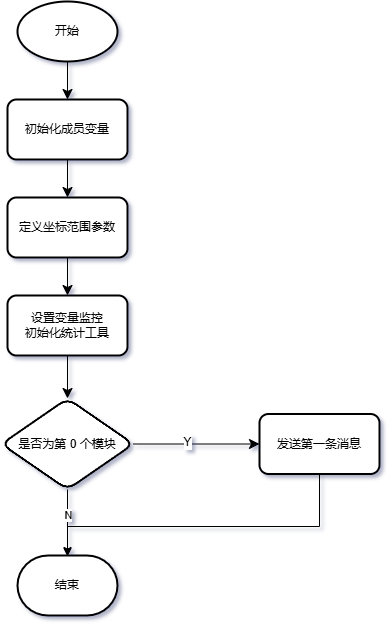 开始
初始化成员变量
定义坐标范围参数
设置变量监控
初始化统计工具
是否为第 0 个模块
Y
发送第一条消息
N
结束